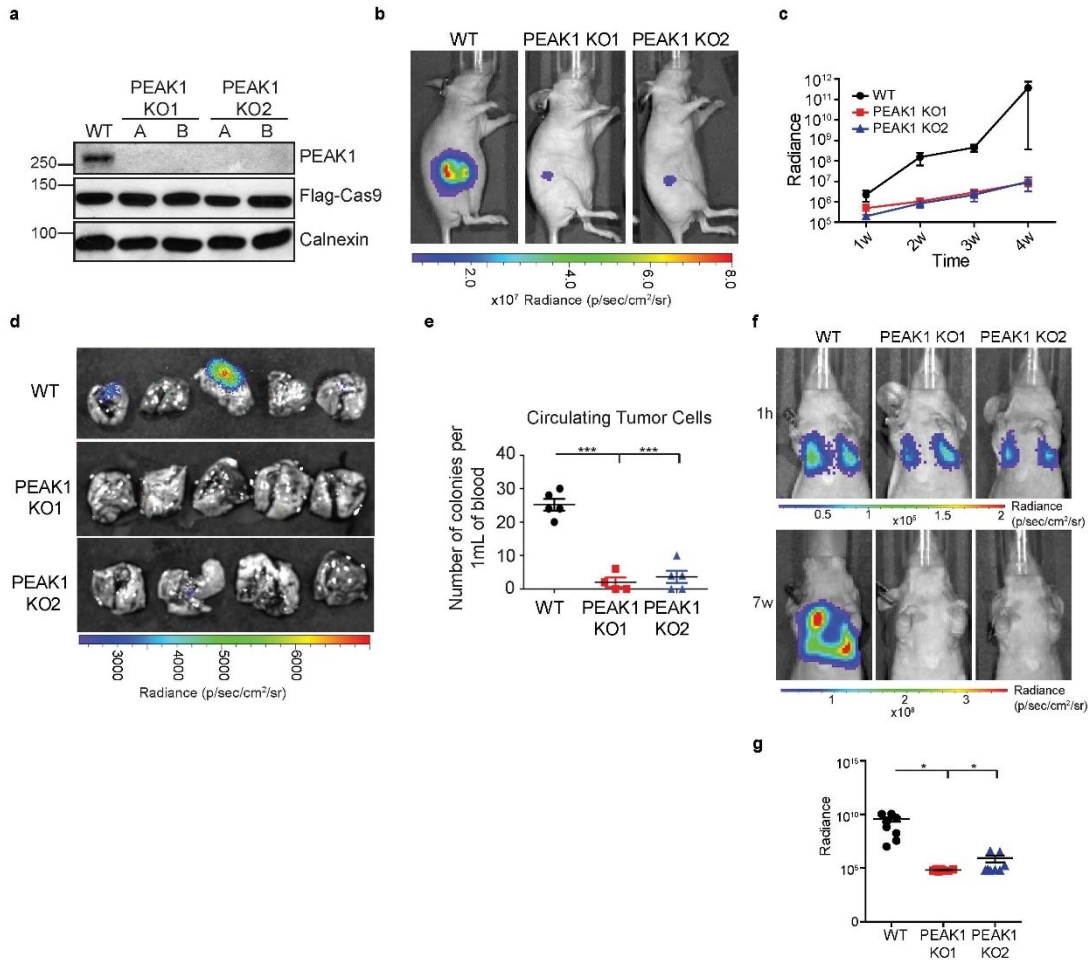 a
PEAK1 KO1
PEAK1 KO2
WT A B A B
250
PEAK1
150
Flag-Cas9
100
Calnexin
b
WT PEAK1 KO1 PEAK1 KO2
2.0 4.0 6.0 8.0
x10⁷ Radiance (p/sec/cm²/sr)
c
10¹²
10¹¹
10¹⁰
10⁹
10⁸
10⁷
10⁶
10⁵
Radiance
WT
PEAK1 KO1
PEAK1 KO2
1w 2w 3w 4w
Time
d
WT
PEAK1
KO1
PEAK1
KO2
3000 4000 5000 6000
Radiance (p/sec/cm²/sr)
e
Circulating Tumor Cells
*** ***
Number of colonies per
1mL of blood
40
30
20
10
0
WT PEAK1 KO1 PEAK1 KO2
f
WT PEAK1 KO1 PEAK1 KO2
1h
0.5 1 1.5 2
Radiance
(p/sec/cm²/sr)
7w
1 2 3
x10⁸
Radiance
(p/sec/cm²/sr)
g
* *
Radiance
10¹⁵
10¹⁰
10⁵
0
WT PEAK1 KO1 PEAK1 KO2